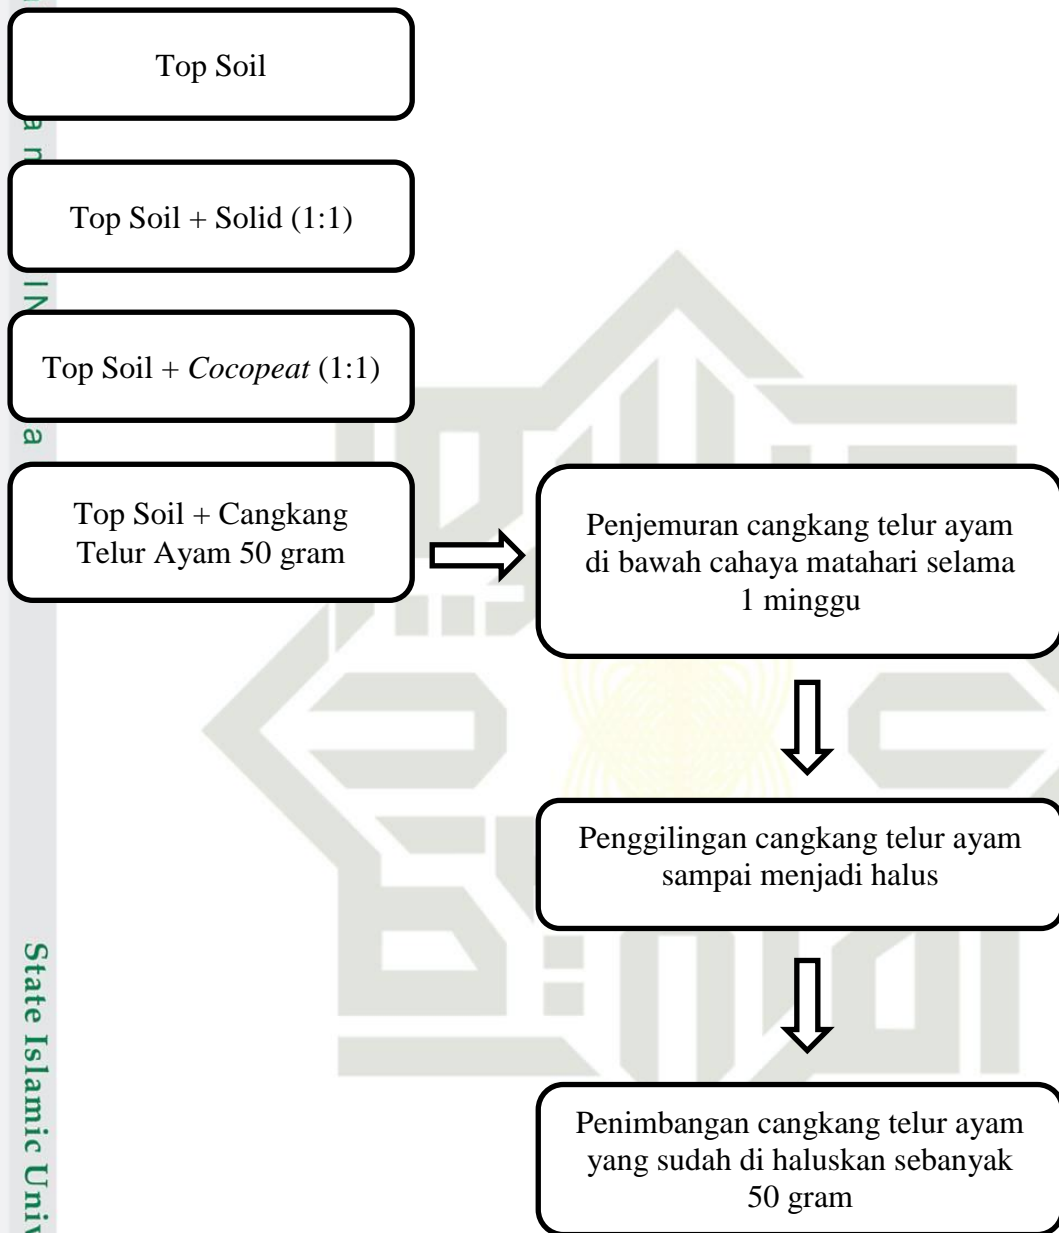 Top Soil
Top Soil + Solid (1:1)
Top Soil + Cocopeat (1:1)
Top Soil + Cangkang
Telur Ayam 50 gram
Penjemuran cangkang telur ayam
di bawah cahaya matahari selama
1 minggu
Penggilingan cangkang telur ayam
sampai menjadi halus
Penimbangan cangkang telur ayam
yang sudah di haluskan sebanyak
50 gram
State Islamic